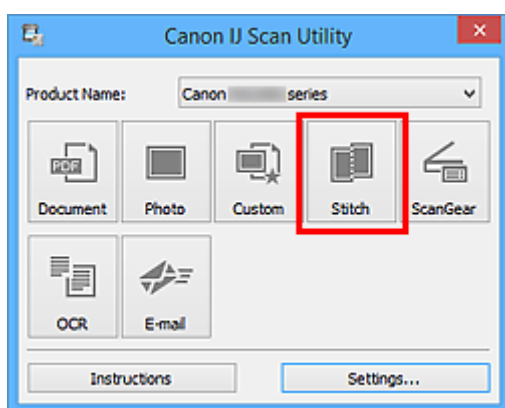 Canon IJ Scan Utility
Product Name: Canon series
PDF
Document Photo Custom Stitch ScanGear
OCR E-mail
Instructions Settings...